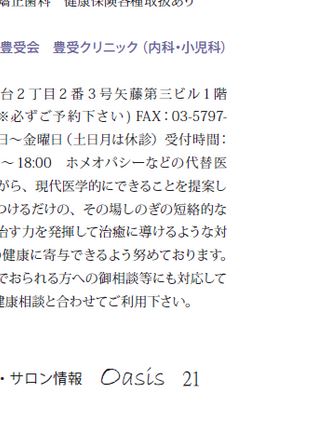 矯正歯科　健康保険各種取扱あり
豊受会　豊受クリニック（内科・小児科）
台２丁目２番３号矢藤第三ビル１階
※必ずご予約下さい）FAX：03-5797-
日～金曜日（土日月は休診）受付時間：
～18:00　ホメオパシーなどの代替医
がら、現代医学的にできることを提案し
つけるだけの、その場しのぎの短絡的な
治す力を発揮して治癒に導けるような対
の健康に寄与できるよう努めております。
でおられる方への御相談等にも対応して
健康相談と合わせてご利用下さい。
・サロン情報　Oasis　21